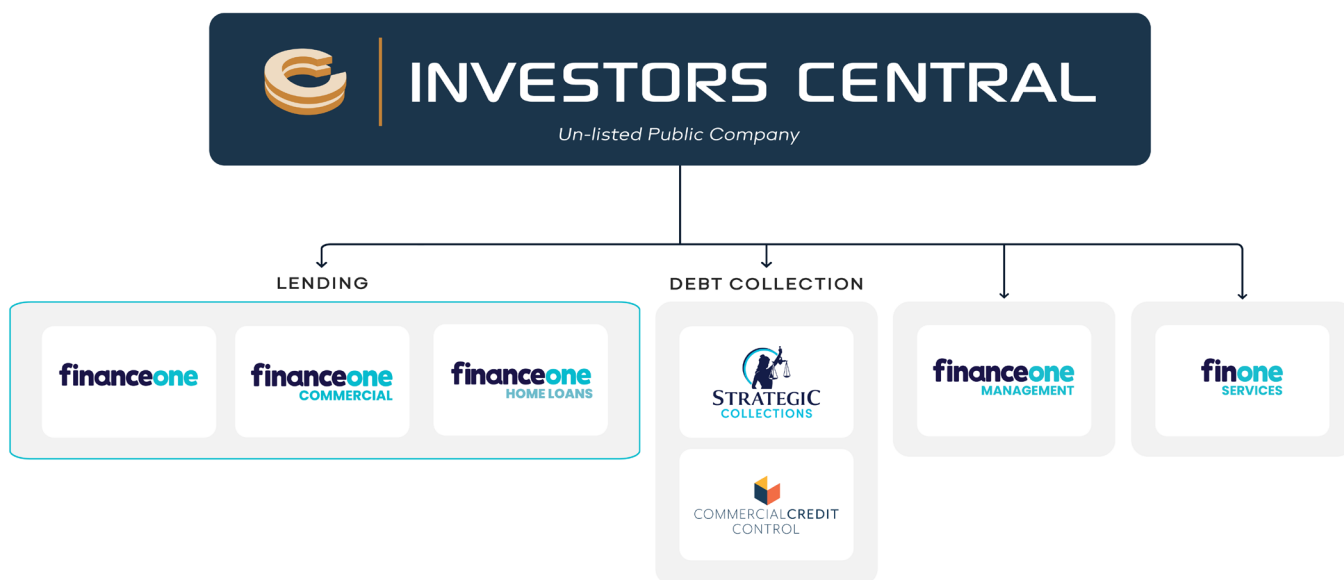 INVESTORS CENTRAL
Un-listed Public Company
LENDING
DEBT COLLECTION
financeone
financeone
COMMERCIAL
financeone
HOME LOANS
STRATEGIC
COLLECTIONS
COMMERCIALCREDIT
CONTROL
financeone
MANAGEMENT
finone
SERVICES